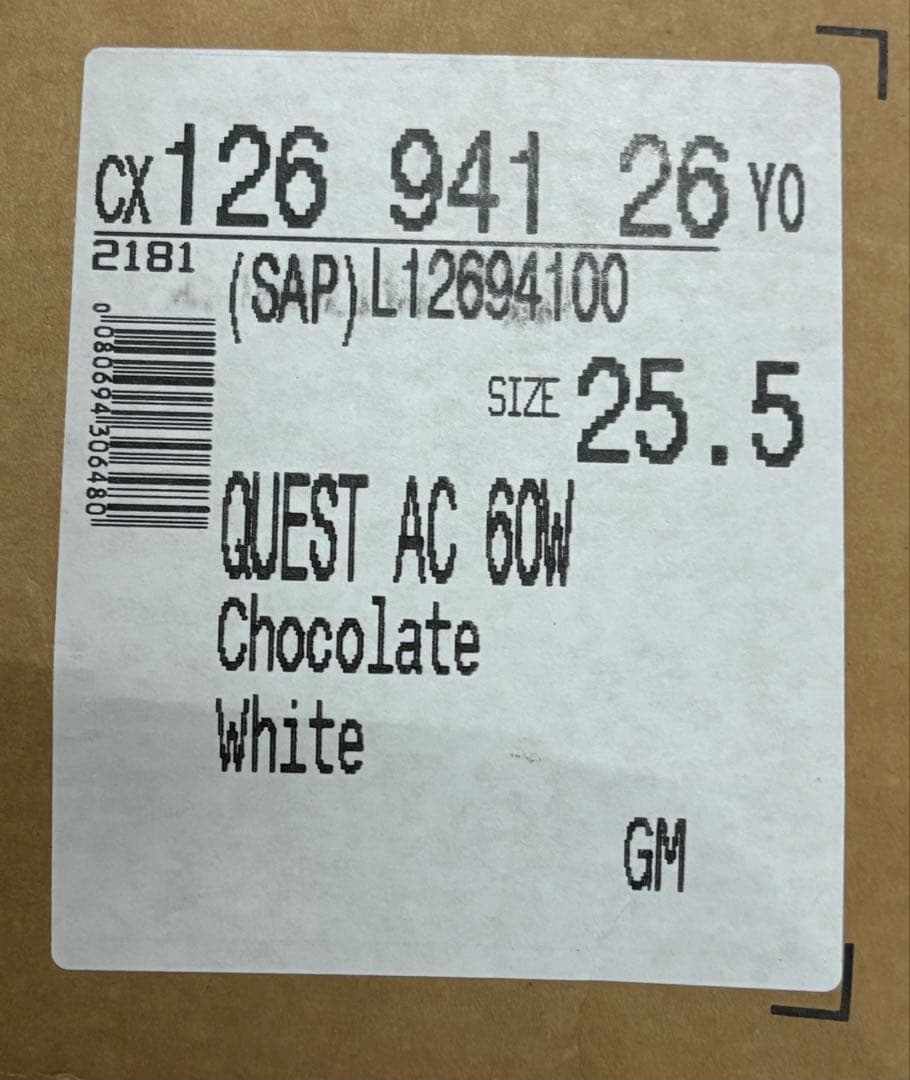 CX126 941 26 YO
2181
(SAP)L12694100
SIZE 25.5
0080694306480
QUEST AC 60W
Chocolate
White
GM